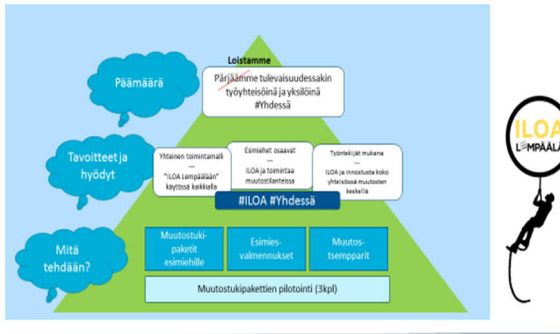 Loistamme
Päämäärä
Pärjäämme tulevaisuudessakin
työyhteisöinä ja yksilöinä
#Yhdessä
Tavoitteet ja
hyödyt
Yhteinen toimintamalli
—
"ILOA Lempäälään"
käytössä kaikkialla
Esimiehet osaavat
—
ILOA ja toimintaa
muutostilanteissa
Työntekijät mukana
—
ILOA ja innostusta koko
yhteisössä muutosten
keskellä
#ILOA #Yhdessä
Mitä
tehdään?
Muutostuki-
paketit
esimiehille
Esimies-
valmennukset
Muutos-
tsempparit
Muutostukipakettien pilotointi (3kpl)
ILOA